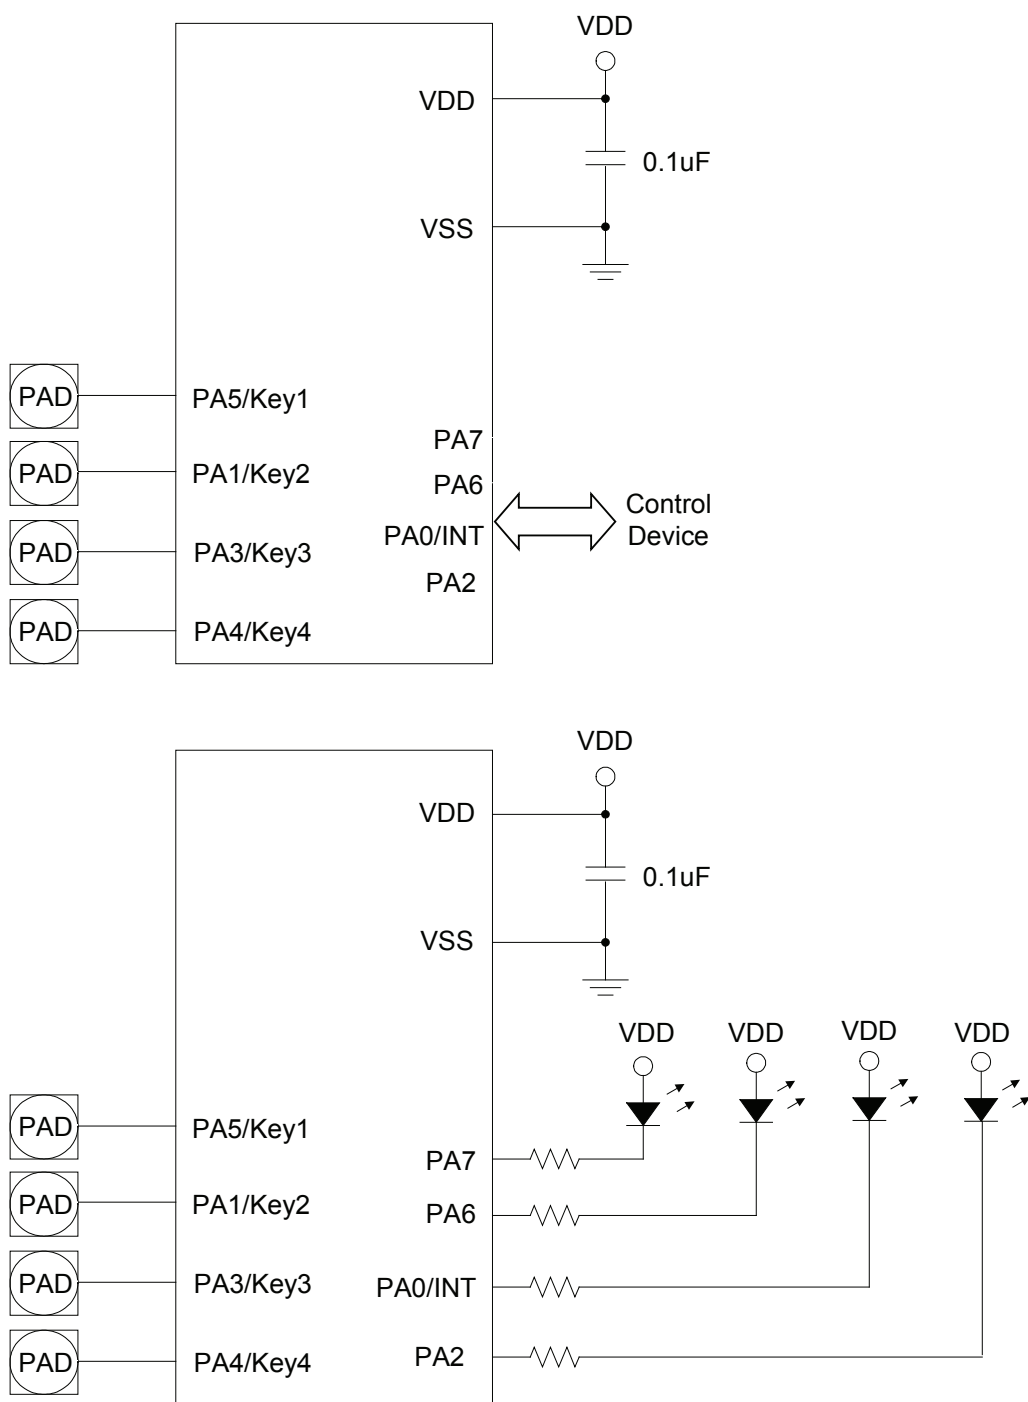 VDD
VDD
0.1uF
VSS
PAD PA5/Key1
PA7
PAD PA1/Key2
PA6
Control
Device
PA0/INT
PAD PA3/Key3
PA2
PAD PA4/Key4
VDD
VDD
0.1uF
VSS
VDD VDD VDD VDD
PAD PA5/Key1
PA7
PAD PA1/Key2
PA6
PAD PA3/Key3 PA0/INT
PAD PA4/Key4 PA2